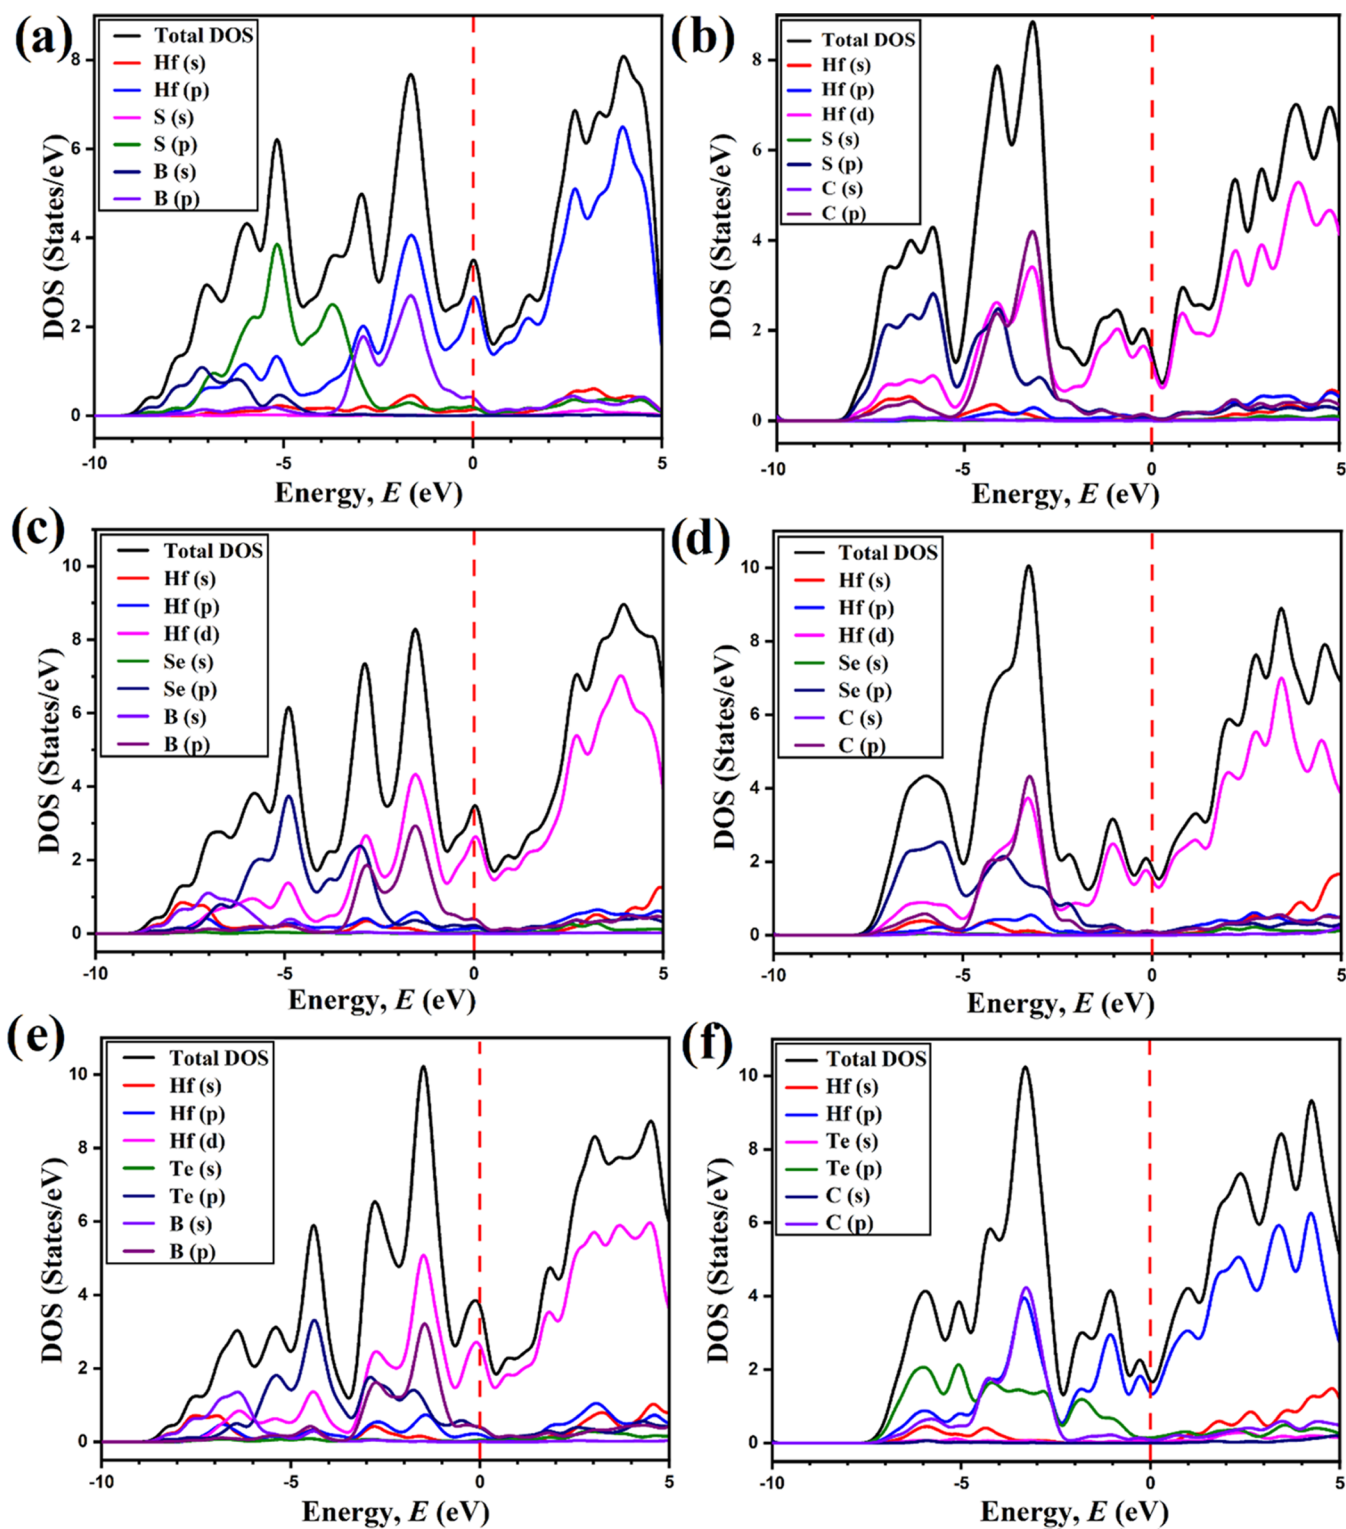 (a)
Total DOS
Hf (s)
Hf (p)
S (s)
S (p)
B (s)
B (p)
8
6
4
2
0
DOS (States/eV)
-10
-5
0
5
Energy, E (eV)
(b)
Total DOS
Hf (s)
Hf (p)
Hf (d)
S (s)
S (p)
C (s)
C (p)
8
6
4
2
0
DOS (States/eV)
-10
-5
0
5
Energy, E (eV)
(c)
Total DOS
Hf (s)
Hf (p)
Hf (d)
Se (s)
Se (p)
B (s)
B (p)
10
8
6
4
2
0
DOS (States/eV)
-10
-5
0
5
Energy, E (eV)
(d)
Total DOS
Hf (s)
Hf (p)
Hf (d)
Se (s)
Se (p)
C (s)
C (p)
10
8
6
4
2
0
DOS (States/eV)
-10
-5
0
5
Energy, E (eV)
(e)
Total DOS
Hf (s)
Hf (p)
Hf (d)
Te (s)
Te (p)
B (s)
B (p)
10
8
6
4
2
0
DOS (States/eV)
-10
-5
0
5
Energy, E (eV)
(f)
Total DOS
Hf (s)
Hf (p)
Te (s)
Te (p)
C (s)
C (p)
10
8
6
4
2
0
DOS (States/eV)
-10
-5
0
5
Energy, E (eV)